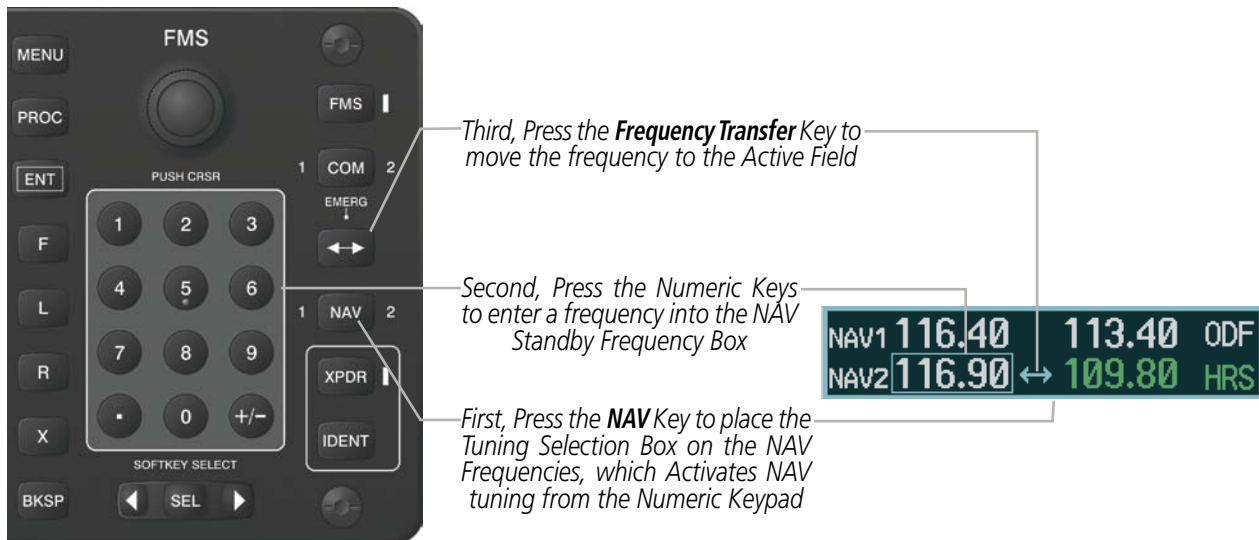 FMS
MENU
PROC
ENT
F
L
R
X
BKSP
PUSH CRSR
1 2 3
4 5 6
7 8 9
. 0 +/-
SOFTKEY SELECT
SEL
FMS
1 COM 2
EMERG
1 NAV 2
XPDR
IDENT
Third, Press the Frequency Transfer Key to
move the frequency to the Active Field
Second, Press the Numeric Keys
to enter a frequency into the NAV
Standby Frequency Box
First, Press the NAV Key to place the
Tuning Selection Box on the NAV
Frequencies, which Activates NAV
tuning from the Numeric Keypad
NAV1 116.40 113.40 ODF
NAV2 116.90 ↔ 109.80 HRS